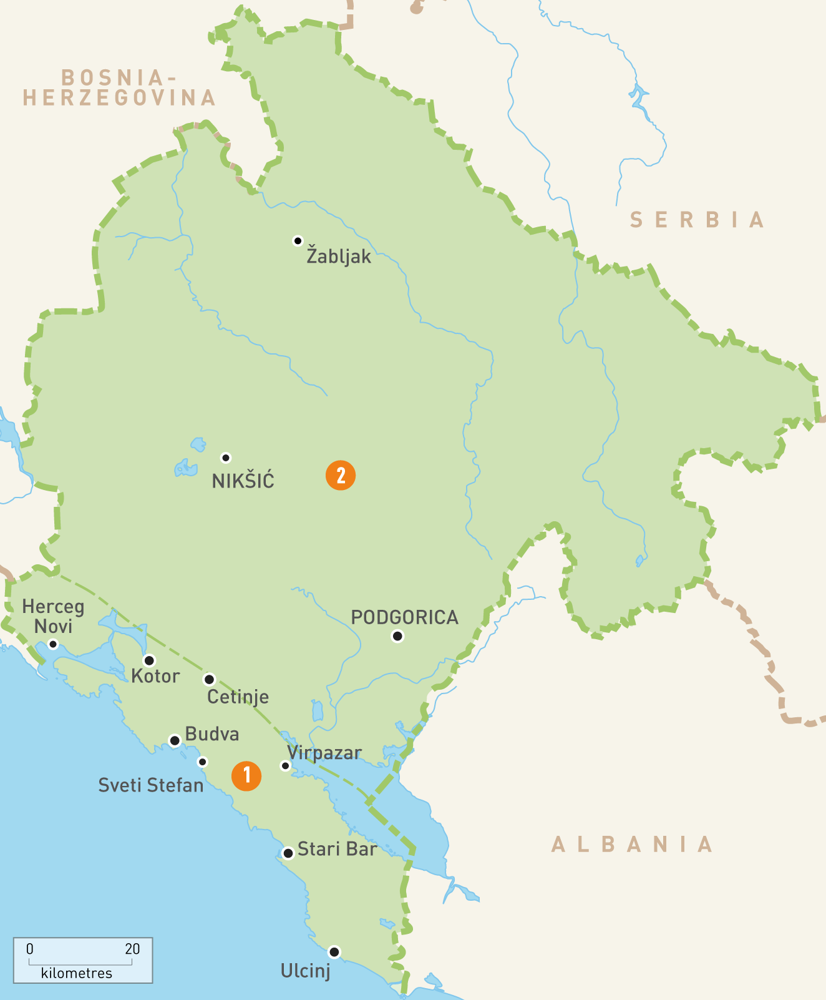 BOSNIA-
HERZEGOVINA
SERBIA
Žabljak
NIKŠIĆ
2
Herceg
Novi
PODGORICA
Kotor
Cetinje
Budva
Virpazar
Sveti Stefan
1
Stari Bar
ALBANIA
0 20
kilometres
Ulcinj